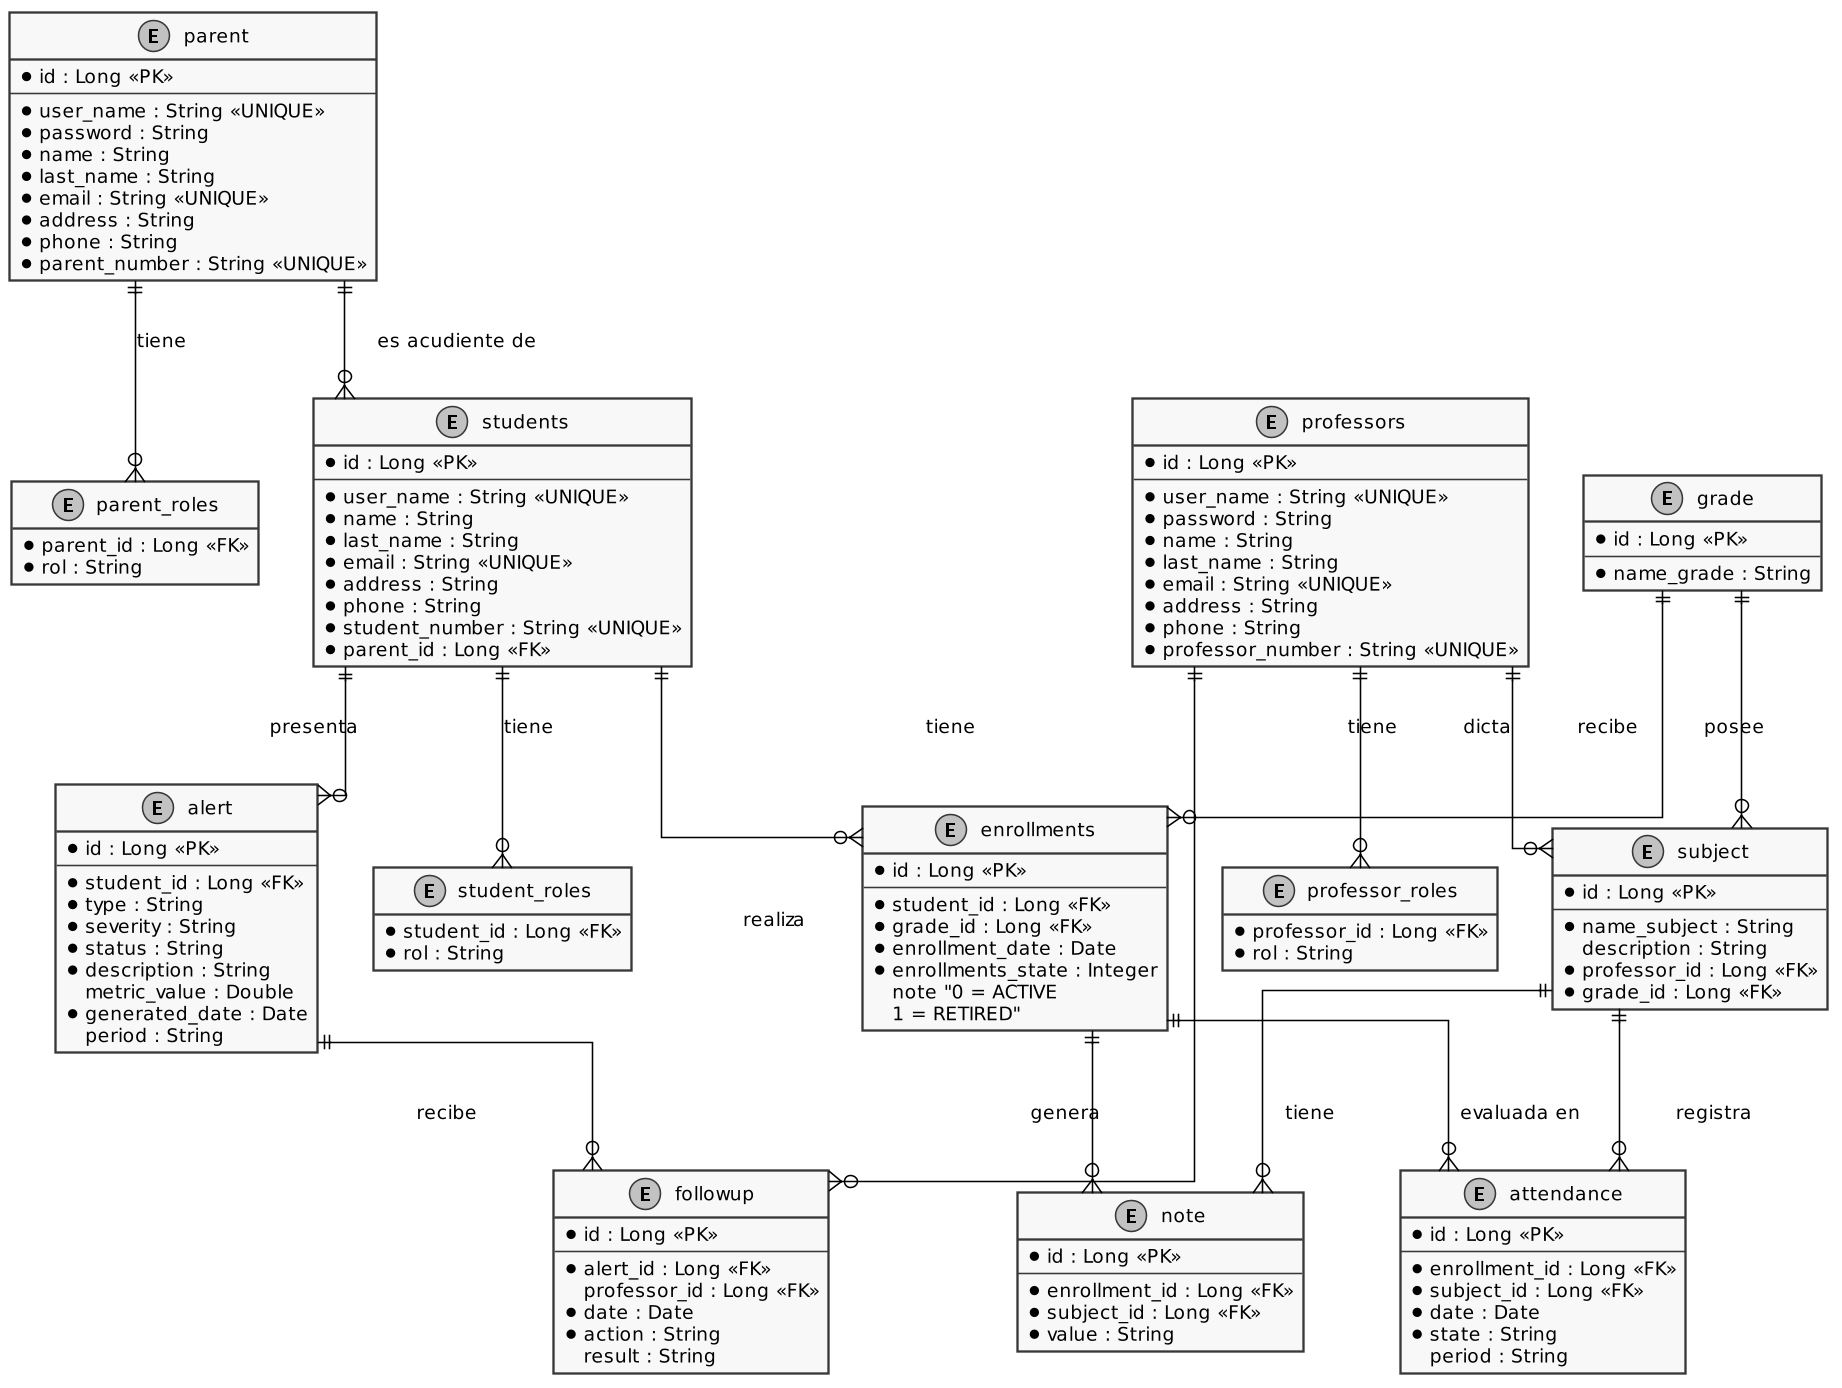 E parent
id : Long «PK»
user_name : String «UNIQUE»
password : String
name : String
last_name : String
email : String «UNIQUE»
address : String
phone : String
parent_number : String «UNIQUE»
tiene
es acudiente de
E parent_roles
parent_id : Long «FK»
rol : String
E students
id : Long «PK»
user_name : String «UNIQUE»
name : String
last_name : String
email : String «UNIQUE»
address : String
phone : String
student_number : String «UNIQUE»
parent_id : Long «FK»
E professors
id : Long «PK»
user_name : String «UNIQUE»
password : String
name : String
last_name : String
email : String «UNIQUE»
address : String
phone : String
professor_number : String «UNIQUE»
E grade
id : Long «PK»
name_grade : String
presenta
tiene
tiene
tiene
dicta
recibe
posee
E alert
id : Long «PK»
student_id : Long «FK»
type : String
severity : String
status : String
description : String
metric_value : Double
generated_date : Date
period : String
E student_roles
student_id : Long «FK»
rol : String
realiza
E enrollments
id : Long «PK»
student_id : Long «FK»
grade_id : Long «FK»
enrollment_date : Date
enrollments_state : Integer
note "0 = ACTIVE
1 = RETIRED"
E professor_roles
professor_id : Long «FK»
rol : String
E subject
id : Long «PK»
name_subject : String
description : String
professor_id : Long «FK»
grade_id : Long «FK»
recibe
genera
tiene
evaluada en
registra
E followup
id : Long «PK»
alert_id : Long «FK»
professor_id : Long «FK»
date : Date
action : String
result : String
E note
id : Long «PK»
enrollment_id : Long «FK»
subject_id : Long «FK»
value : String
E attendance
id : Long «PK»
enrollment_id : Long «FK»
subject_id : Long «FK»
date : Date
state : String
period : String